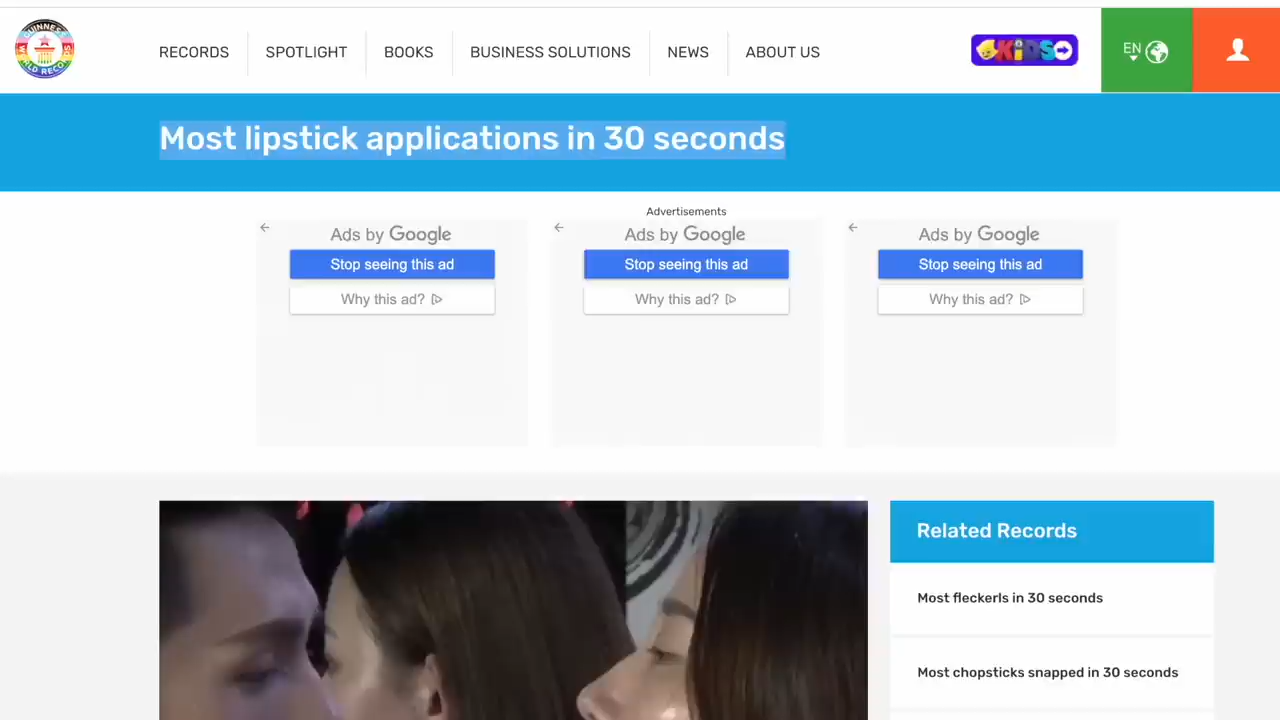 GUINNESS
WORLD RECORDS
RECORDS
SPOTLIGHT
BOOKS
BUSINESS SOLUTIONS
NEWS
ABOUT US
KIDS
EN
Most lipstick applications in 30 seconds
Advertisements
Ads by Google
Stop seeing this ad
Why this ad?
Ads by Google
Stop seeing this ad
Why this ad?
Ads by Google
Stop seeing this ad
Why this ad?
Related Records
Most fleckerls in 30 seconds
Most chopsticks snapped in 30 seconds